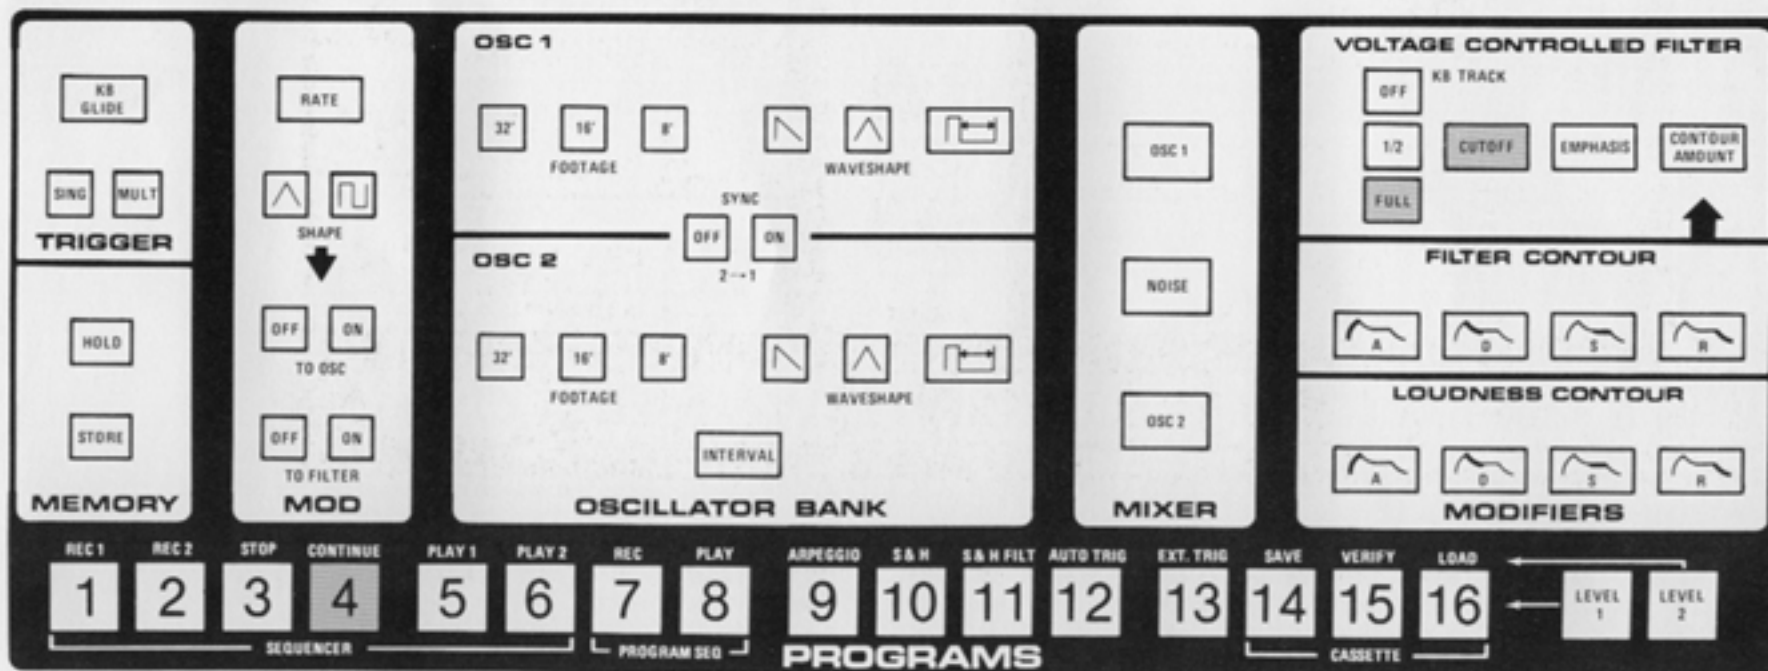 KB GLIDE
SING MULT
TRIGGER
HOLD
STORE
MEMORY
RATE
SHAPE
OFF ON
TO OSC
OFF ON
TO FILTER
MOD
OSC 1
32' 16' 8'
FOOTAGE
WAVESHAPE
SYNC
OFF ON
2→1
OSC 2
32' 16' 8'
FOOTAGE
WAVESHAPE
INTERVAL
OSCILLATOR BANK
OSC 1
NOISE
OSC 2
MIXER
VOLTAGE CONTROLLED FILTER
KB TRACK
OFF
1/2 CUTOFF EMPHASIS CONTOUR AMOUNT
FULL
FILTER CONTOUR
A D S R
LOUDNESS CONTOUR
A D S R
MODIFIERS
REC 1 REC 2 STOP CONTINUE PLAY 1 PLAY 2 REC PLAY ARPEGGIO S & H S & H FILT AUTO TRIG EXT. TRIG SAVE VERIFY LOAD
1 2 3 4 5 6 7 8 9 10 11 12 13 14 15 16
LEVEL 1
LEVEL 2
SEQUENCER PROGRAM SEQ PROGRAMS CASSETTE